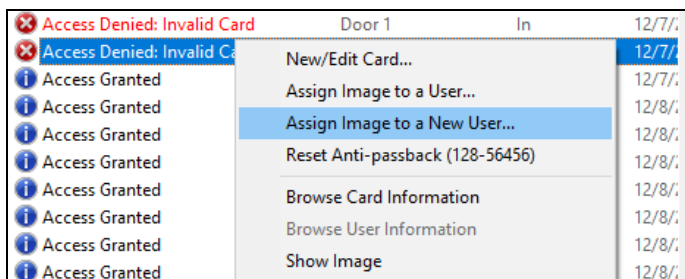 Access Denied: Invalid Card Door 1 In 12/7/
Access Denied: Invalid Ca 12/7/
Access Granted 12/7/
Access Granted 12/8/
Access Granted 12/8/
Access Granted 12/8/
Access Granted 12/8/
Access Granted 12/8/
Access Granted 12/8/
Access Granted 12/8/
New/Edit Card...
Assign Image to a User...
Assign Image to a New User...
Reset Anti-passback (128-56456)
Browse Card Information
Browse User Information
Show Image